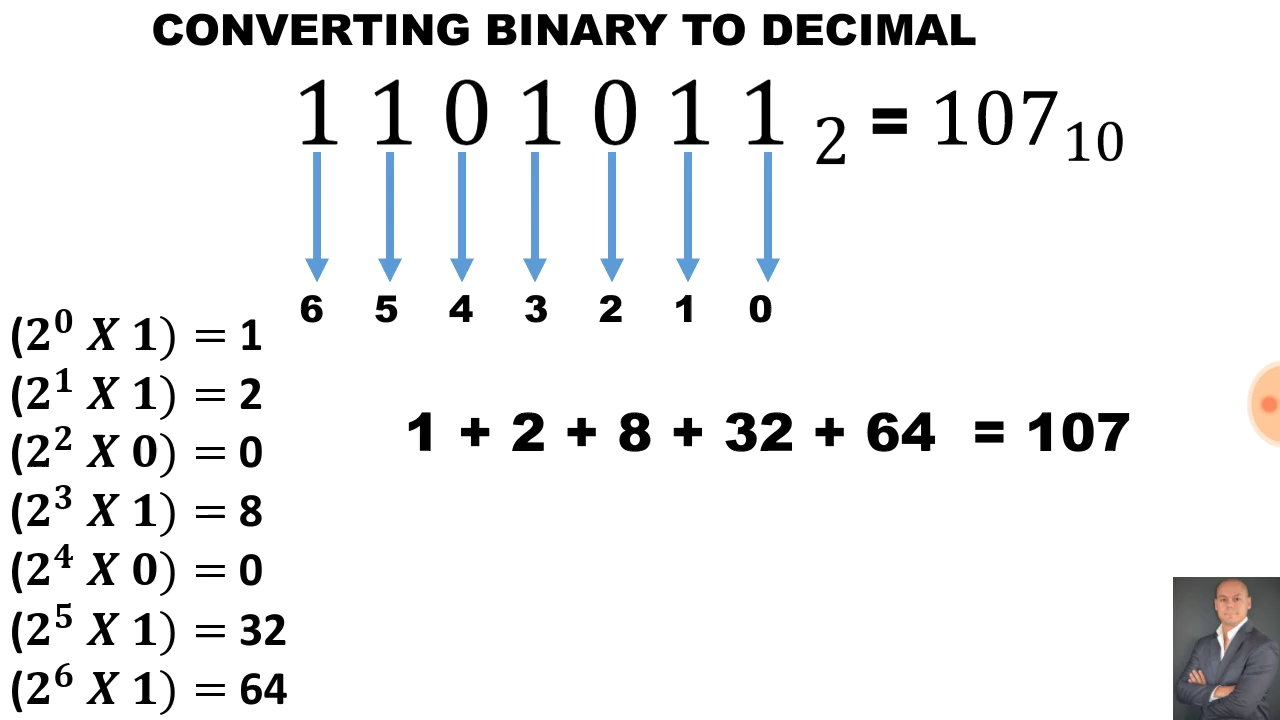 CONVERTING BINARY TO DECIMAL
1 1 0 1 0 1 1 ₂ = 107₁₀
6 5 4 3 2 1 0
(2⁰ X 1) = 1
(2¹ X 1) = 2
(2² X 0) = 0
(2³ X 1) = 8
(2⁴ X 0) = 0
(2⁵ X 1) = 32
(2⁶ X 1) = 64
1 + 2 + 8 + 32 + 64 = 107